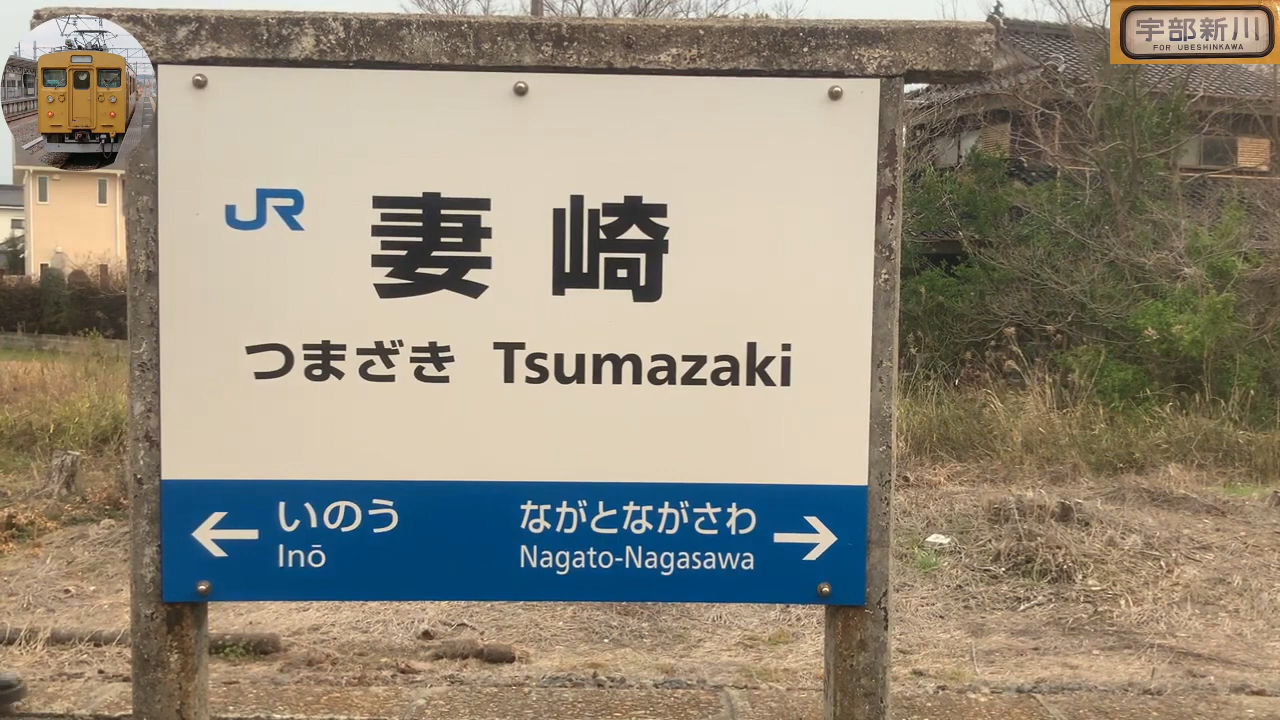 宇部新川
FOR UBESHINKAWA
JR 妻崎
つまざき Tsumazaki
← いのう ながとながさわ →
Inō Nagato-Nagasawa